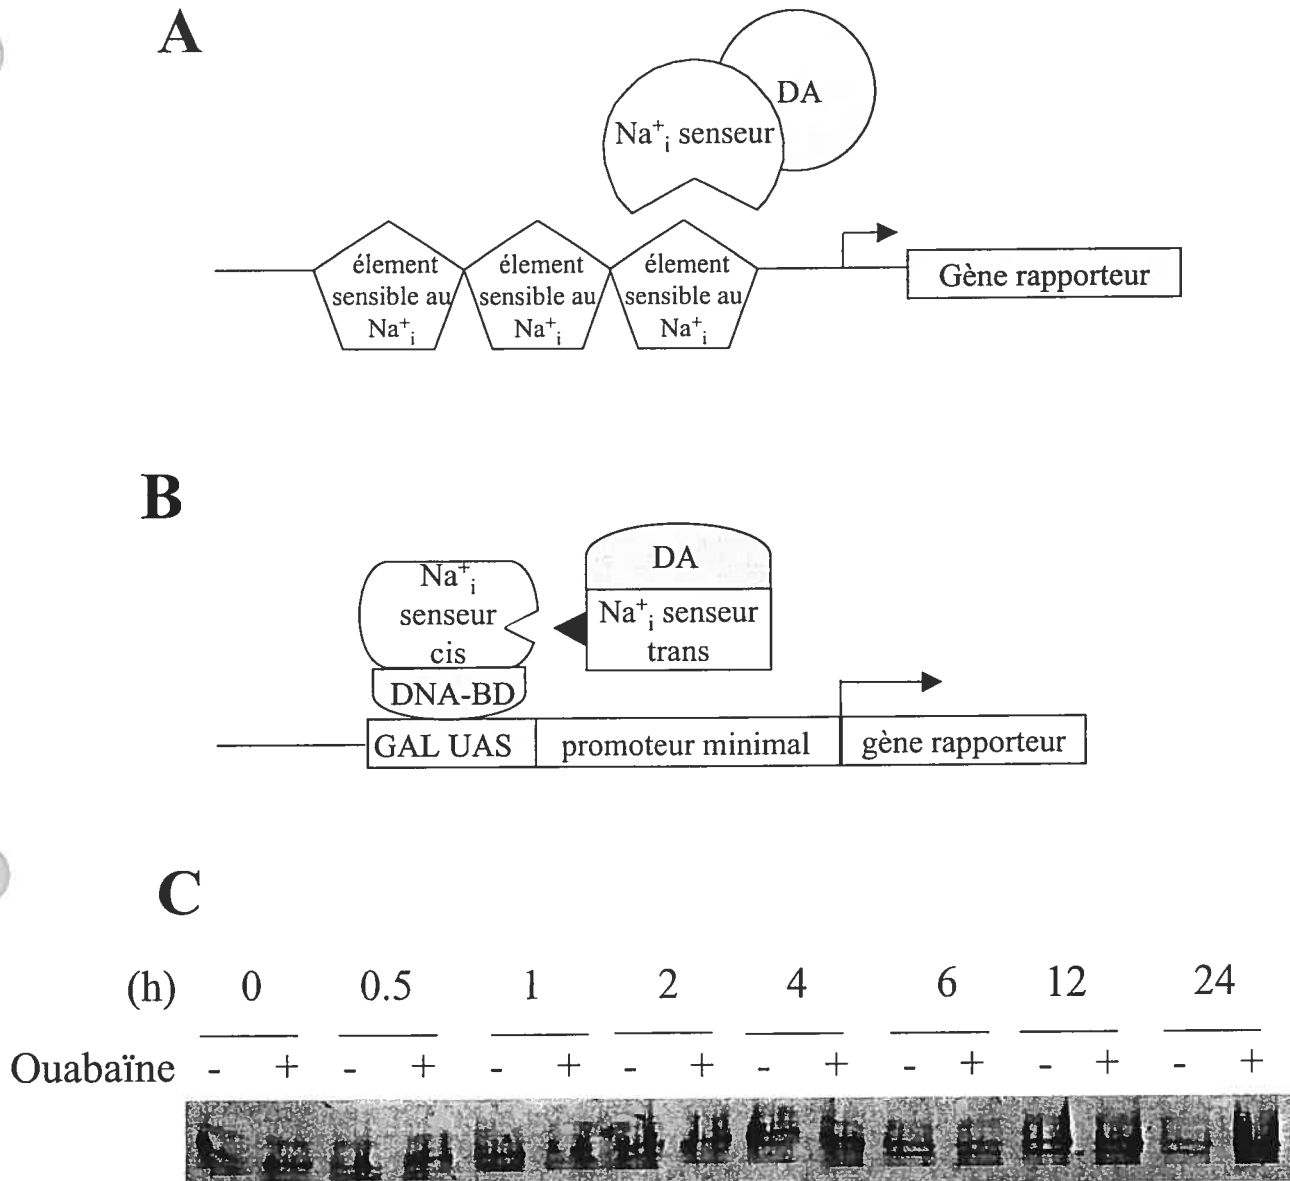 A
DA
Na⁺ᵢ senseur
élement sensible au Na⁺ᵢ
élement sensible au Na⁺ᵢ
élement sensible au Na⁺ᵢ
Gène rapporteur
B
DA
Na⁺ᵢ senseur cis
Na⁺ᵢ senseur trans
DNA-BD
GAL UAS
promoteur minimal
gène rapporteur
C
(h) 0 0.5 1 2 4 6 12 24
Ouabaïne - + - + - + - + - + - + - + - +